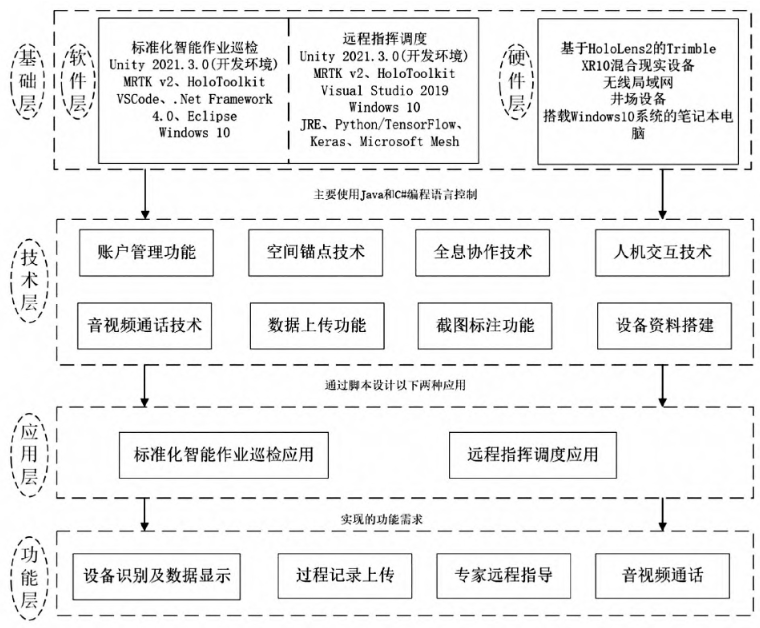 基础层
软件层
标准化智能作业巡检
Unity 2021.3.0(开发环境)
MRTK v2、HoloToolkit
VSCode、.Net Framework
4.0、Eclipse
Windows 10
远程指挥调度
Unity 2021.3.0(开发环境)
MRTK v2、HoloToolkit
Visual Studio 2019
Windows 10
JRE、Python/TensorFlow、
Keras、Microsoft Mesh
硬件层
基于HoloLens2的Trimble
XR10混合现实设备
无线局域网
井场设备
搭载Windows10系统的笔记本电
脑
主要使用Java和C#编程语言控制
技术层
账户管理功能
空间锚点技术
全息协作技术
人机交互技术
音视频通话技术
数据上传功能
截图标注功能
设备资料搭建
通过脚本设计以下两种应用
应用层
标准化智能作业巡检应用
远程指挥调度应用
实现的功能需求
功能层
设备识别及数据显示
过程记录上传
专家远程指导
音视频通话